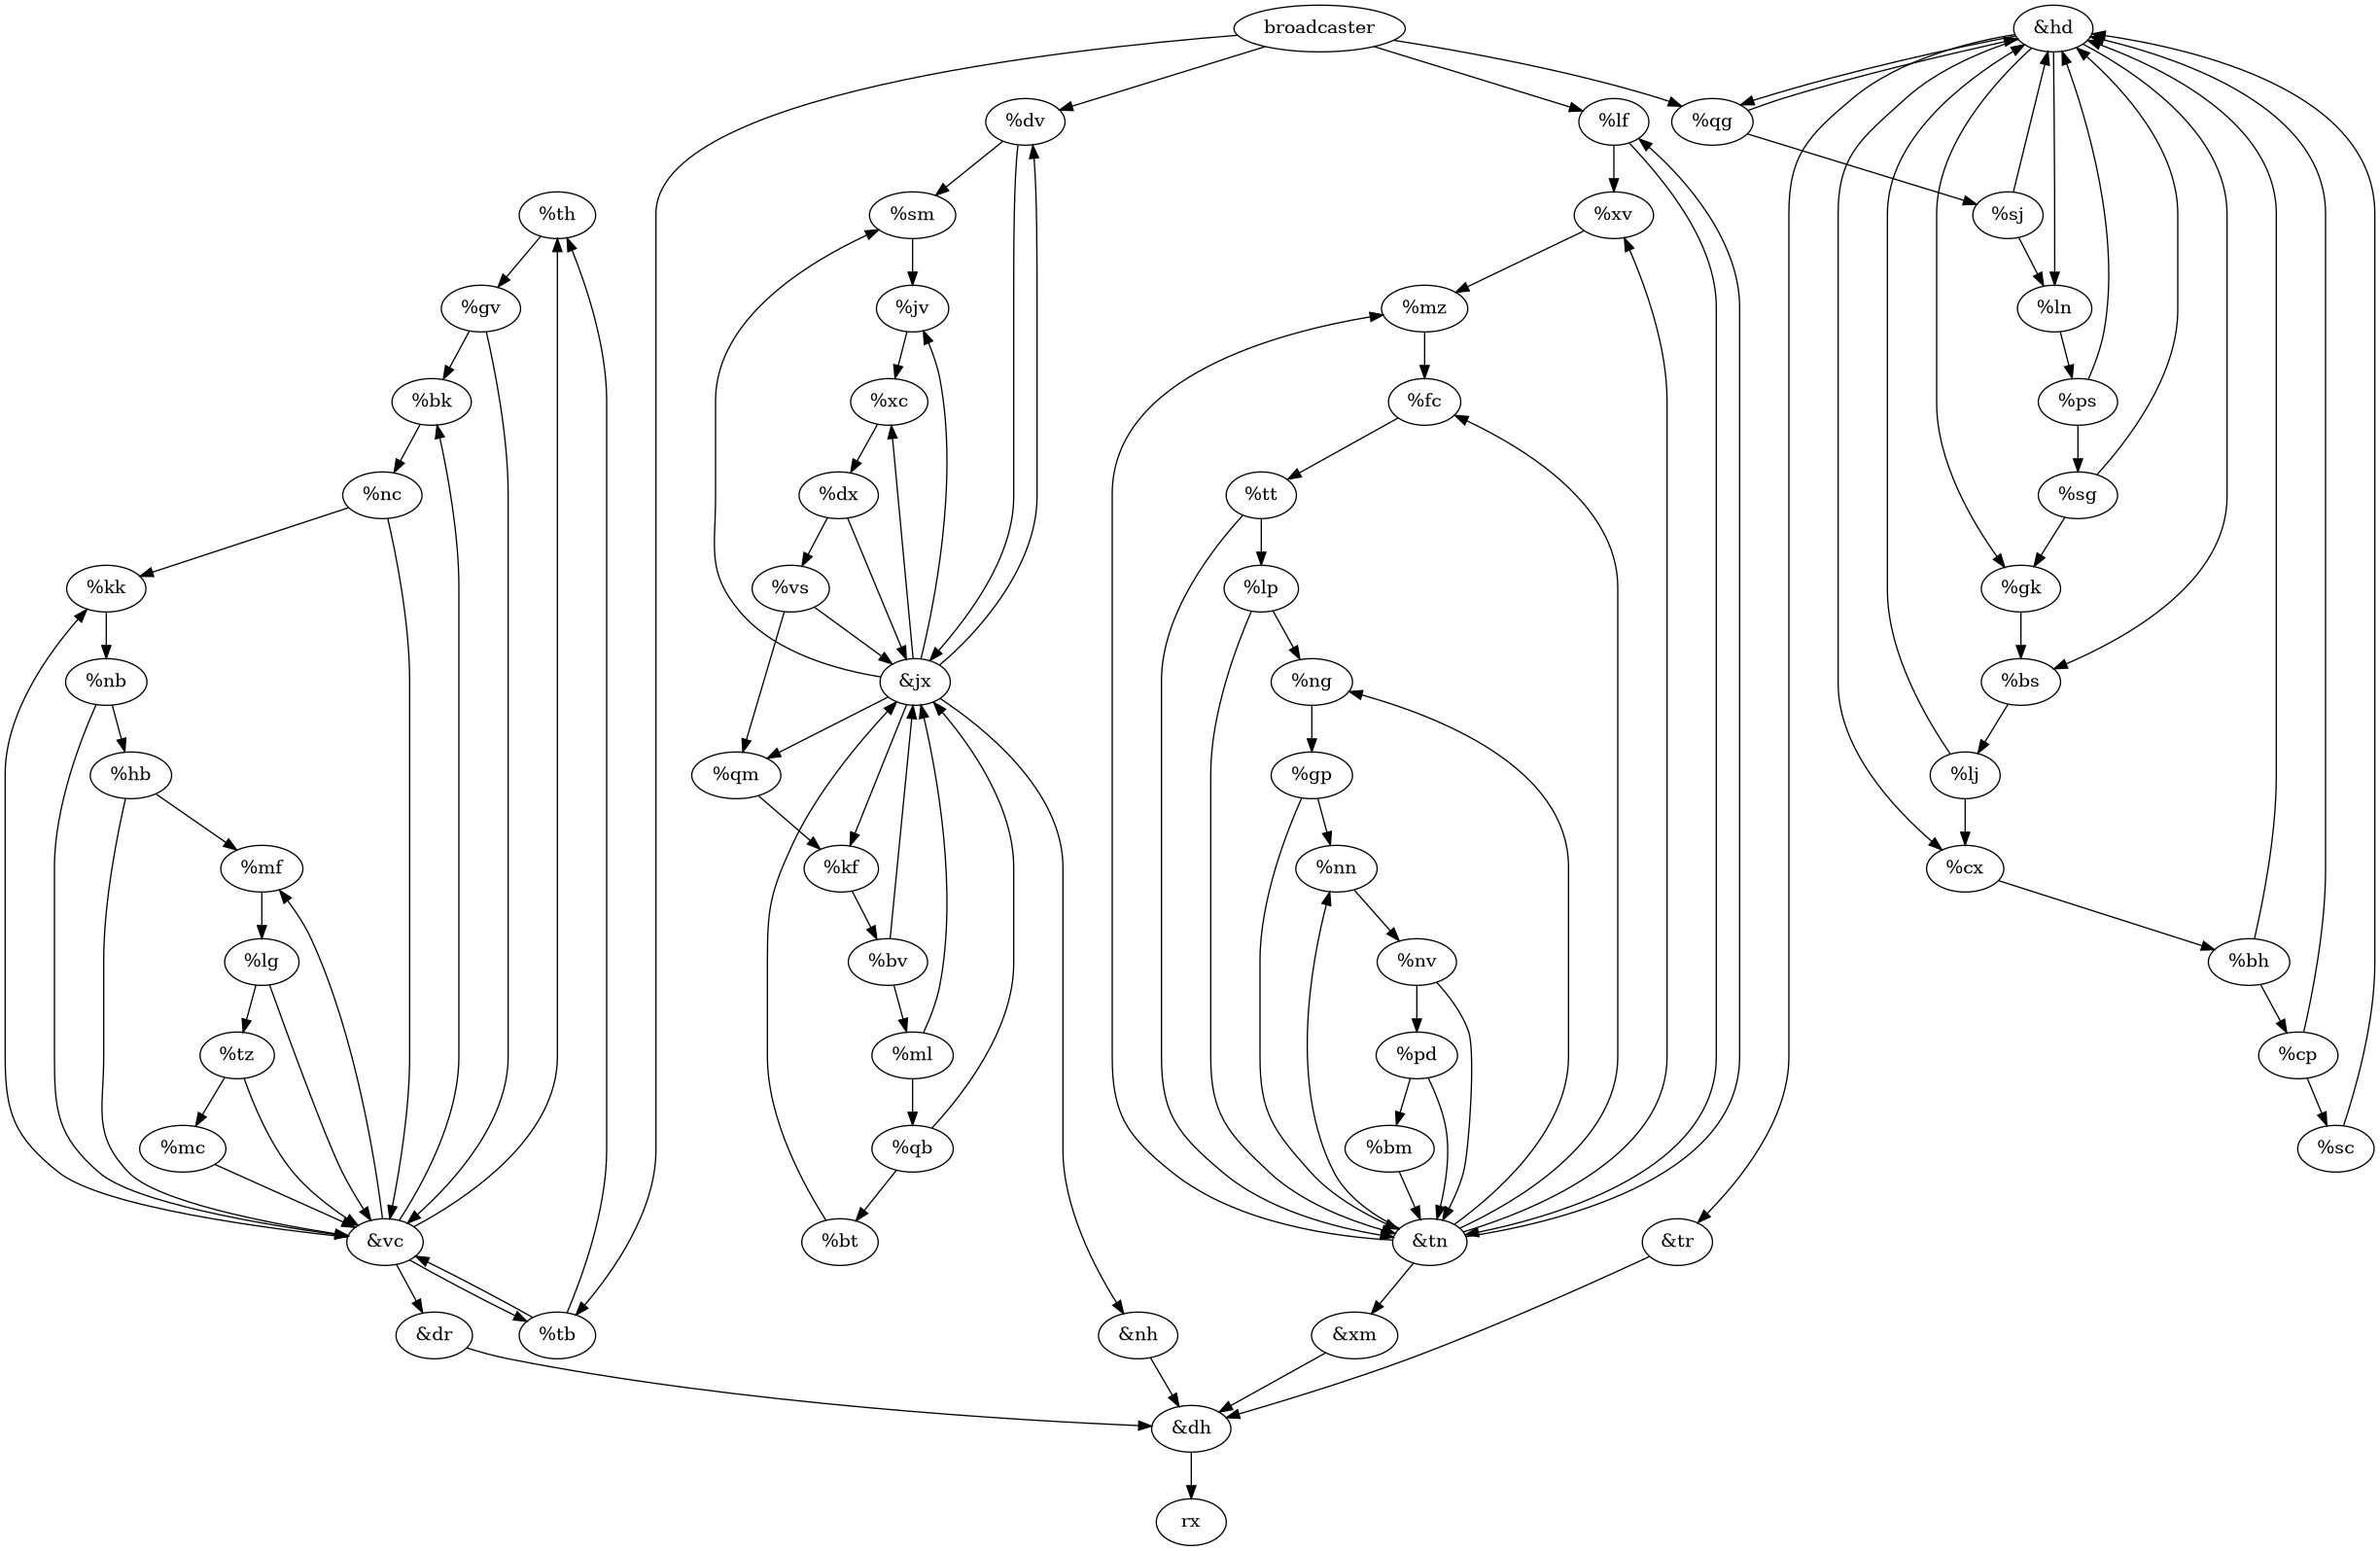 broadcaster
&hd
%dv
%lf
%qg
%th
%sm
%xv
%sj
%gv
%jv
%mz
%ln
%bk
%xc
%fc
%ps
%nc
%dx
%tt
%sg
%kk
%vs
%lp
%gk
%nb
&jx
%ng
%bs
%hb
%qm
%gp
%lj
%mf
%kf
%nn
%cx
%lg
%bv
%nv
%bh
%tz
%ml
%pd
%cp
%mc
%qb
%bm
%sc
&vc
%bt
&tn
&tr
&dr
%tb
&nh
&xm
&dh
rx